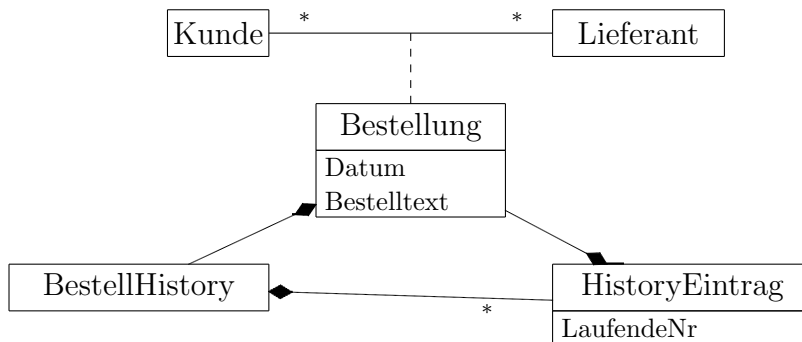 Kunde * * Lieferant
Bestellung
Datum
Bestelltext
BestellHistory * HistoryEintrag
LaufendeNr